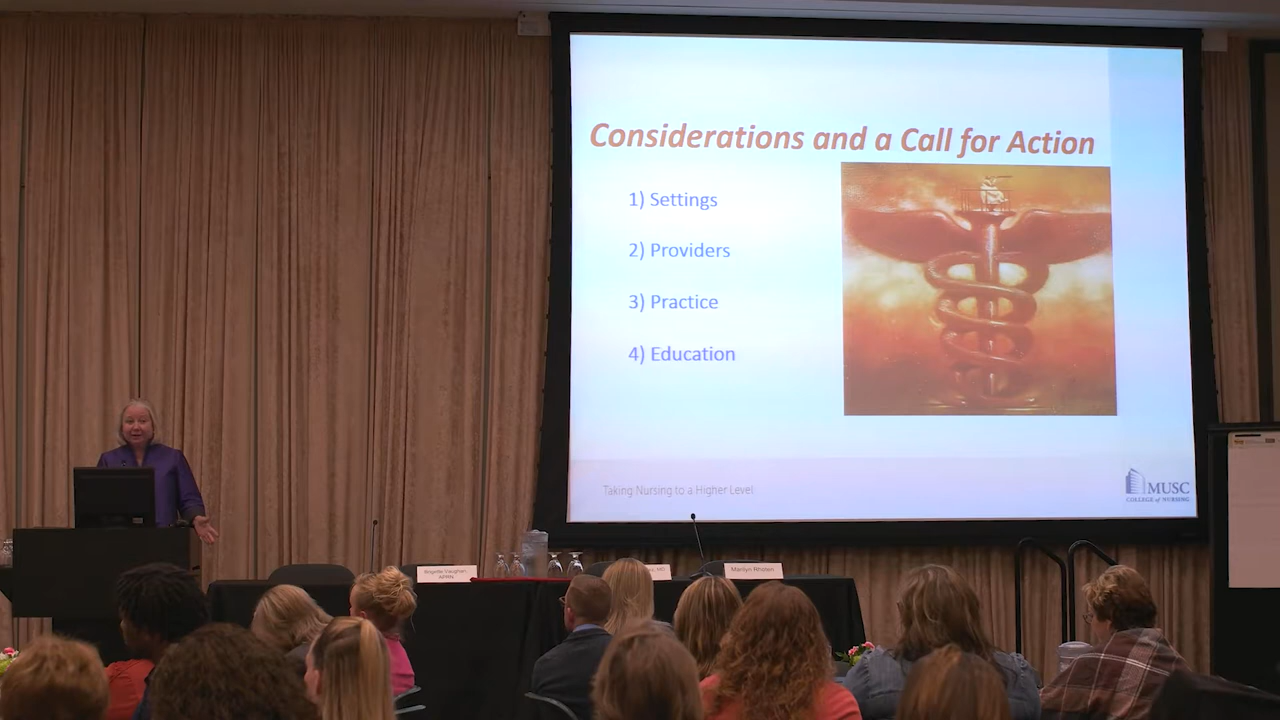 Considerations and a Call for Action
1) Settings
2) Providers
3) Practice
4) Education
Taking Nursing to a Higher Level
MUSC
COLLEGE of NURSING
Brigette Vaughan,
APRN
MD
Marilyn Rhoten